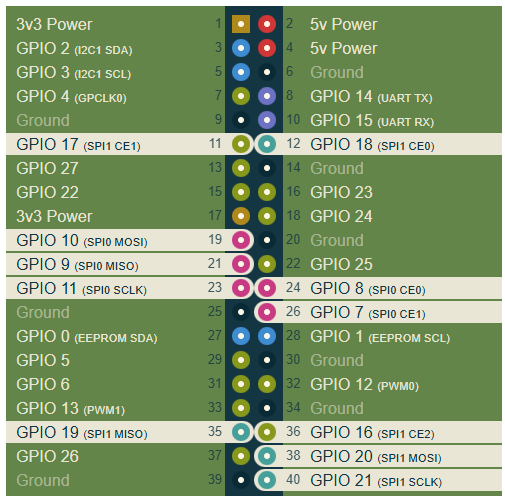 3v3 Power 1 2 5v Power
GPIO 2 (I2C1 SDA) 3 4 5v Power
GPIO 3 (I2C1 SCL) 5 6 Ground
GPIO 4 (GPCLK0) 7 8 GPIO 14 (UART TX)
Ground 9 10 GPIO 15 (UART RX)
GPIO 17 (SPI1 CE1) 11 12 GPIO 18 (SPI1 CE0)
GPIO 27 13 14 Ground
GPIO 22 15 16 GPIO 23
3v3 Power 17 18 GPIO 24
GPIO 10 (SPI0 MOSI) 19 20 Ground
GPIO 9 (SPI0 MISO) 21 22 GPIO 25
GPIO 11 (SPI0 SCLK) 23 24 GPIO 8 (SPI0 CE0)
Ground 25 26 GPIO 7 (SPI0 CE1)
GPIO 0 (EEPROM SDA) 27 28 GPIO 1 (EEPROM SCL)
GPIO 5 29 30 Ground
GPIO 6 31 32 GPIO 12 (PWM0)
GPIO 13 (PWM1) 33 34 Ground
GPIO 19 (SPI1 MISO) 35 36 GPIO 16 (SPI1 CE2)
GPIO 26 37 38 GPIO 20 (SPI1 MOSI)
Ground 39 40 GPIO 21 (SPI1 SCLK)